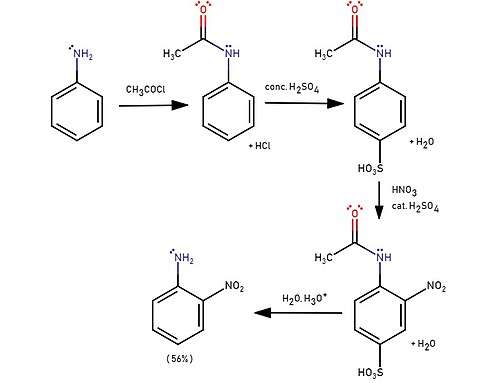 NH2
CH3COCl
O
H3C
NH
+ HCl
conc. H2SO4
O
H3C
NH
+ H2O
HO3S
HNO3
cat. H2SO4
O
H3C
NH
NO2
+ H2O
HO3S
H2O, H3O+
NH2
NO2
(56%)